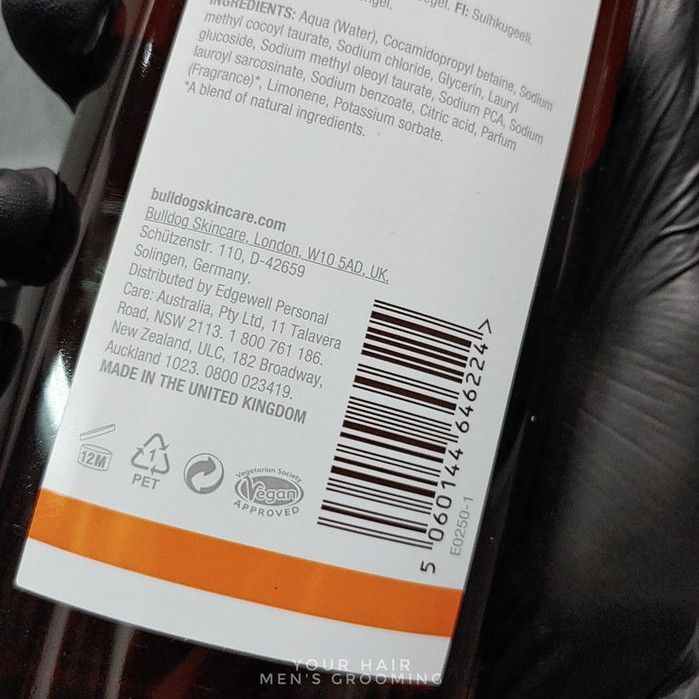 FI: Suihkugeeli.
INGREDIENTS: Aqua (Water), Cocamidopropyl betaine, Sodium
methyl cocoyl taurate, Sodium chloride, Glycerin, Lauryl
glucoside, Sodium methyl oleoyl taurate, Sodium PCA, Sodium
lauroyl sarcosinate, Sodium benzoate, Citric acid, Parfum
(Fragrance)*, Limonene, Potassium sorbate.
*A blend of natural ingredients.
bulldogskincare.com
Bulldog Skincare, London, W10 5AD, UK.
Schützenstr. 110, D-42659
Solingen, Germany.
Distributed by Edgewell Personal
Care: Australia, Pty Ltd, 11 Talavera
Road, NSW 2113. 1 800 761 186.
New Zealand, ULC, 182 Broadway,
Auckland 1023. 0800 023419.
MADE IN THE UNITED KINGDOM
12M
1
PET
Vegetarian Society
Vegan
APPROVED
5 060144 646224 >
E0250-1
YOUR HAIR
MEN'S GROOMING